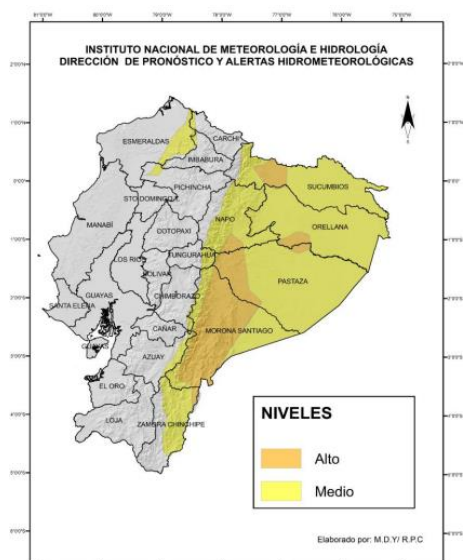 INSTITUTO NACIONAL DE METEOROLOGÍA E HIDROLOGÍA
DIRECCIÓN DE PRONÓSTICO Y ALERTAS HIDROMETEOROLÓGICAS
N
ESMERALDAS
CARCHI
IMBABURA
SUCUMBIOS
PICHINCHA
STO DOMINGO
NAPO
ORELLANA
MANABÍ
COTOPAXI
TUNGURAHUA
LOS RIOS
BOLIVAR
PASTAZA
GUAYAS
CHIMBORAZO
SANTA ELENA
CAÑAR
MORONA SANTIAGO
GUAYAS
AZUAY
EL ORO
LOJA
ZAMORA CHINCHIPE
NIVELES
Alto
Medio
Elaborado por: M.D.Y/ R.P.C